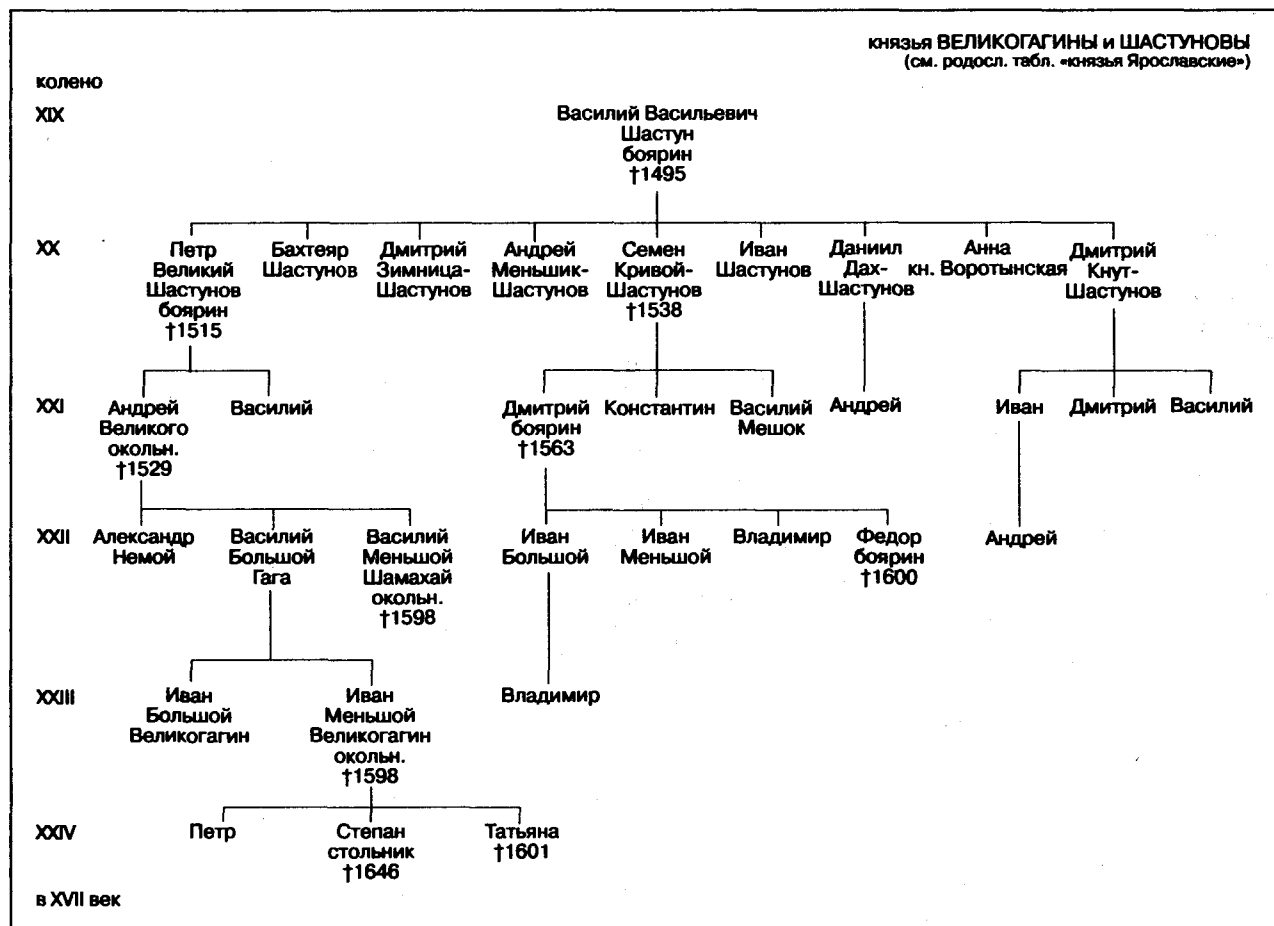 князья ВЕЛИКОГАГИНЫ и ШАСТУНОВЫ
(см. родосл. табл. «князья Ярославские»)
колено
XIX
Василий Васильевич
Шастун
боярин
†1495
XX
Петр
Великий
Шастунов
боярин
†1515
Бахтеяр
Шастунов
Дмитрий
Зимница-
Шастунов
Андрей
Меньшик-
Шастунов
Семен
Кривой-
Шастунов
†1538
Иван
Шастунов
Даниил
Дах-
Шастунов
Анна
кн. Воротынская
Дмитрий
Кнут-
Шастунов
XXI
Андрей
Великого
окольн.
†1529
Василий
Дмитрий
боярин
†1563
Константин
Василий
Мешок
Андрей
Иван
Дмитрий
Василий
XXII
Александр
Немой
Василий
Большой
Гага
Василий
Меньшой
Шамахай
окольн.
†1598
Иван
Большой
Иван
Меньшой
Владимир
Федор
боярин
†1600
Андрей
XXIII
Иван
Большой
Великогагин
Иван
Меньшой
Великогагин
окольн.
†1598
Владимир
XXIV
Петр
Степан
стольник
†1646
Татьяна
†1601
в XVII век